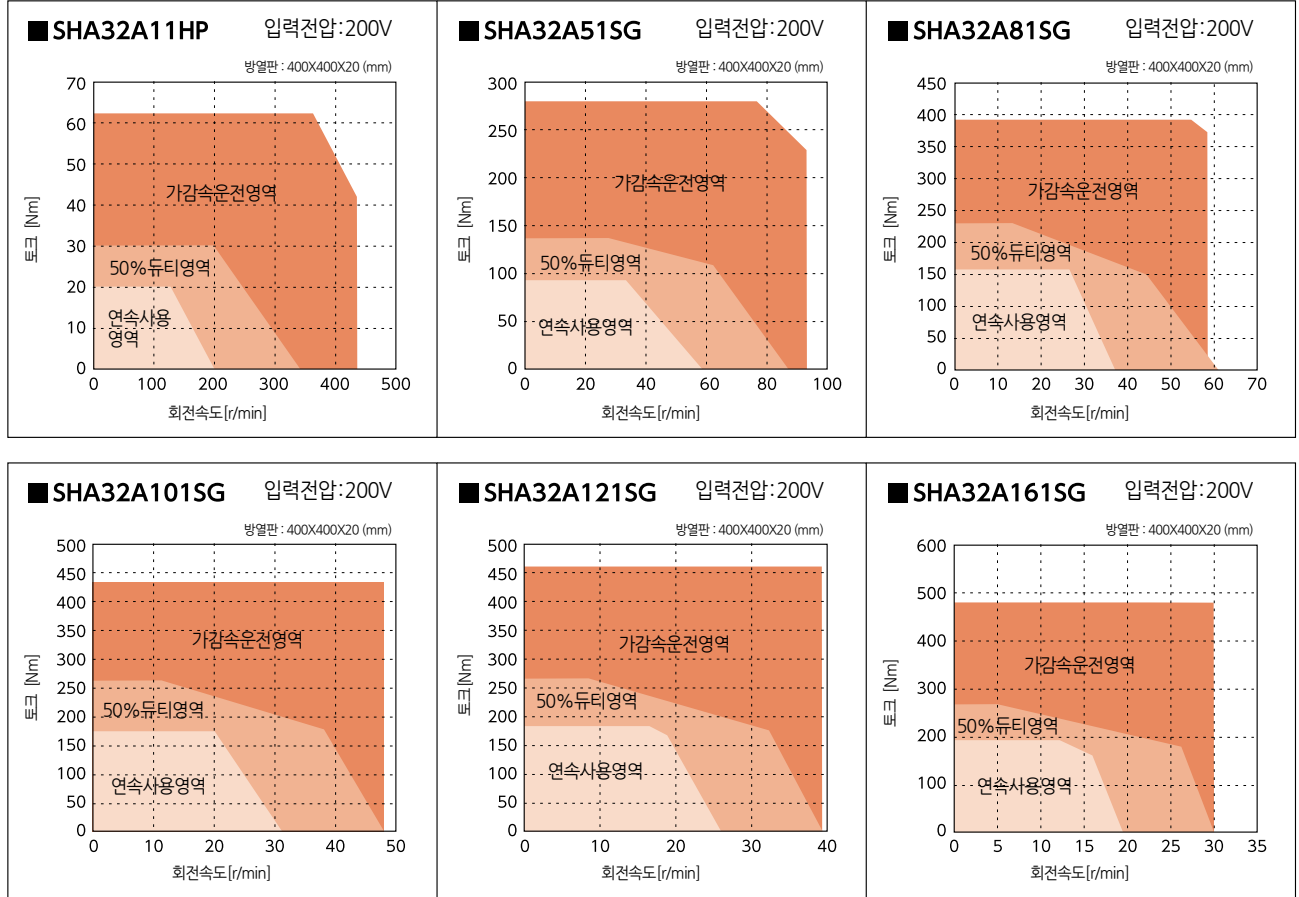 ■ SHA32A11HP 입력전압:200V
방열판 : 400X400X20 (mm)
70
60
50
40
30
20
10
0
토크 [Nm]
가감속운전영역
50%듀티영역
연속사용
영역
0 100 200 300 400 500
회전속도[r/min]
■ SHA32A51SG 입력전압:200V
방열판 : 400X400X20 (mm)
300
250
200
150
100
50
0
토크 [Nm]
가감속운전영역
50%듀티영역
연속사용영역
0 20 40 60 80 100
회전속도[r/min]
■ SHA32A81SG 입력전압:200V
방열판 : 400X400X20 (mm)
450
400
350
300
250
200
150
100
50
0
토크 [Nm]
가감속운전영역
50%듀티영역
연속사용영역
0 10 20 30 40 50 60 70
회전속도[r/min]
■ SHA32A101SG 입력전압:200V
방열판 : 400X400X20 (mm)
500
450
400
350
300
250
200
150
100
50
0
토크 [Nm]
가감속운전영역
50%듀티영역
연속사용영역
0 10 20 30 40 50
회전속도[r/min]
■ SHA32A121SG 입력전압:200V
방열판 : 400X400X20 (mm)
500
450
400
350
300
250
200
150
100
50
0
토크 [Nm]
가감속운전영역
50%듀티영역
연속사용영역
0 10 20 30 40
회전속도[r/min]
■ SHA32A161SG 입력전압:200V
방열판 : 400X400X20 (mm)
600
500
400
300
200
100
0
토크 [Nm]
가감속운전영역
50%듀티영역
연속사용영역
0 5 10 15 20 25 30 35
회전속도[r/min]